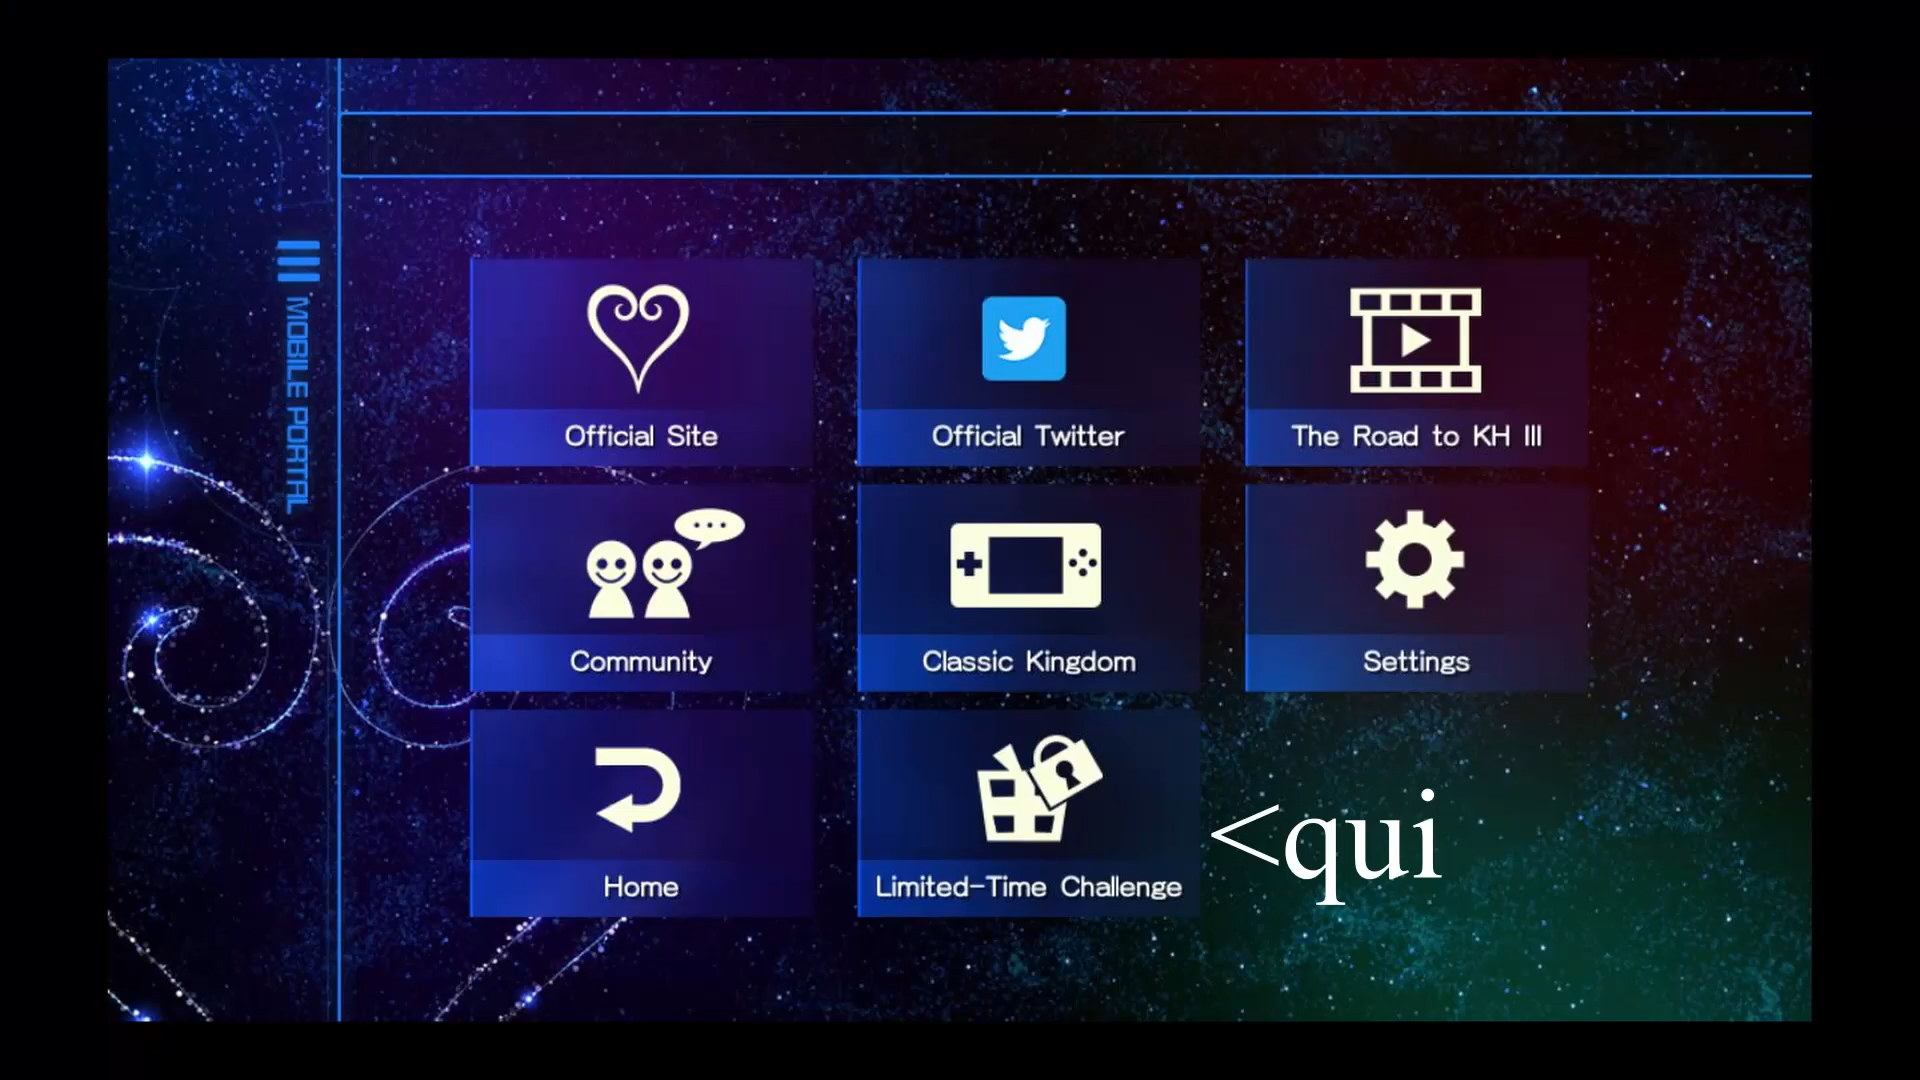 MOBILE PORTAL
Official Site
Official Twitter
The Road to KH III
Community
Classic Kingdom
Settings
Home
Limited-Time Challenge
<qui